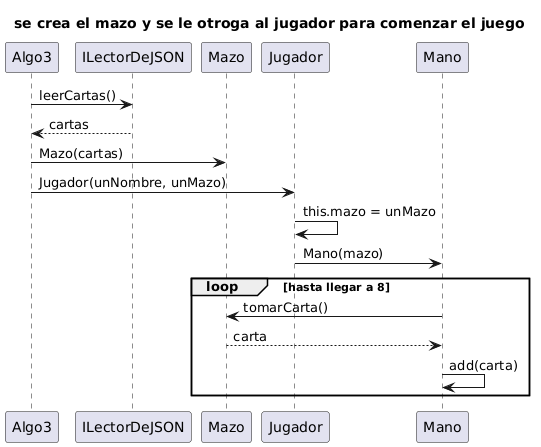 se crea el mazo y se le otroga al jugador para comenzar el juego
Algo3 ILectorDeJSON Mazo Jugador Mano
leerCartas()
cartas
Mazo(cartas)
Jugador(unNombre, unMazo)
this.mazo = unMazo
Mano(mazo)
loop [hasta llegar a 8]
tomarCarta()
carta
add(carta)
Algo3 ILectorDeJSON Mazo Jugador Mano